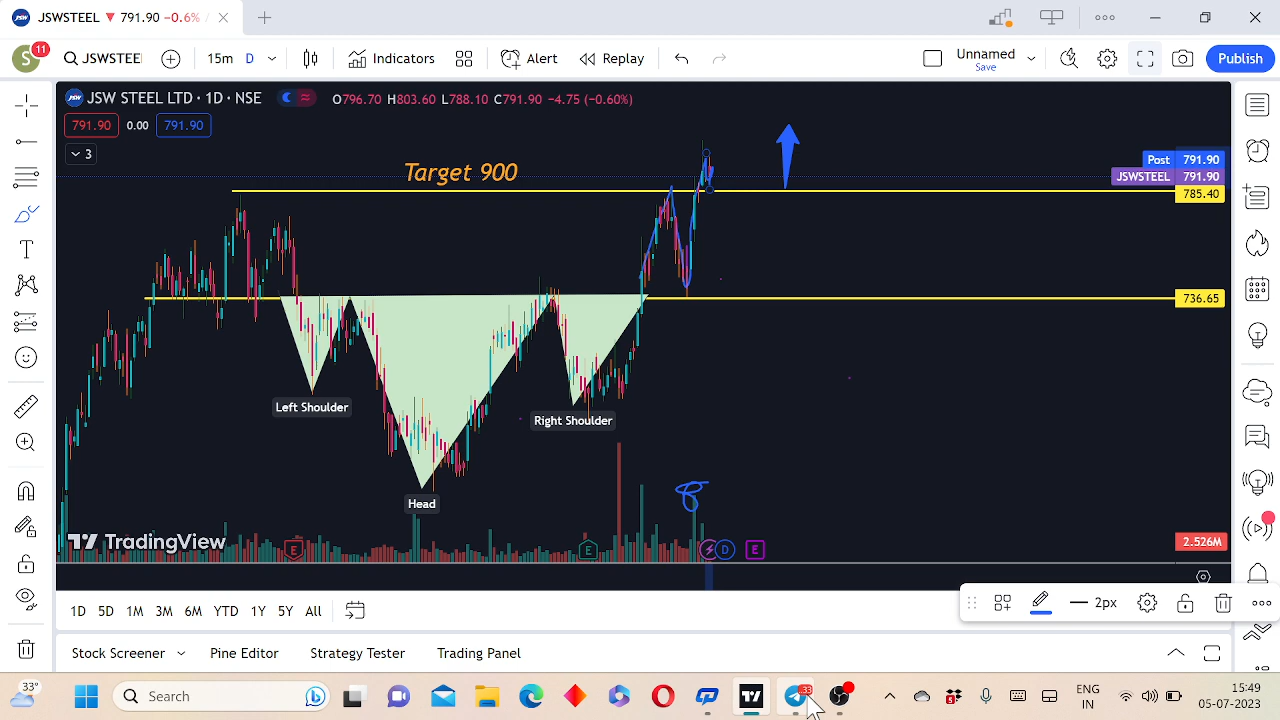 JSWSTEEL ▼ 791.90 −0.6% /
S
11
JSWSTEE
15m D
Indicators
Alert
Replay
Unnamed
Save
Publish
JSW STEEL LTD · 1D · NSE
O796.70 H803.60 L788.10 C791.90 −4.75 (−0.60%)
791.90 0.00 791.90
3
Target 900
Post 791.90
JSWSTEEL 791.90
785.40
736.65
Left Shoulder
Right Shoulder
Head
TradingView
E
E
D
E
2.526M
2px
1D 5D 1M 3M 6M YTD 1Y 5Y All
Stock Screener
Pine Editor
Strategy Tester
Trading Panel
33°
Search
33
ENG
IN
15:49
05-07-2023